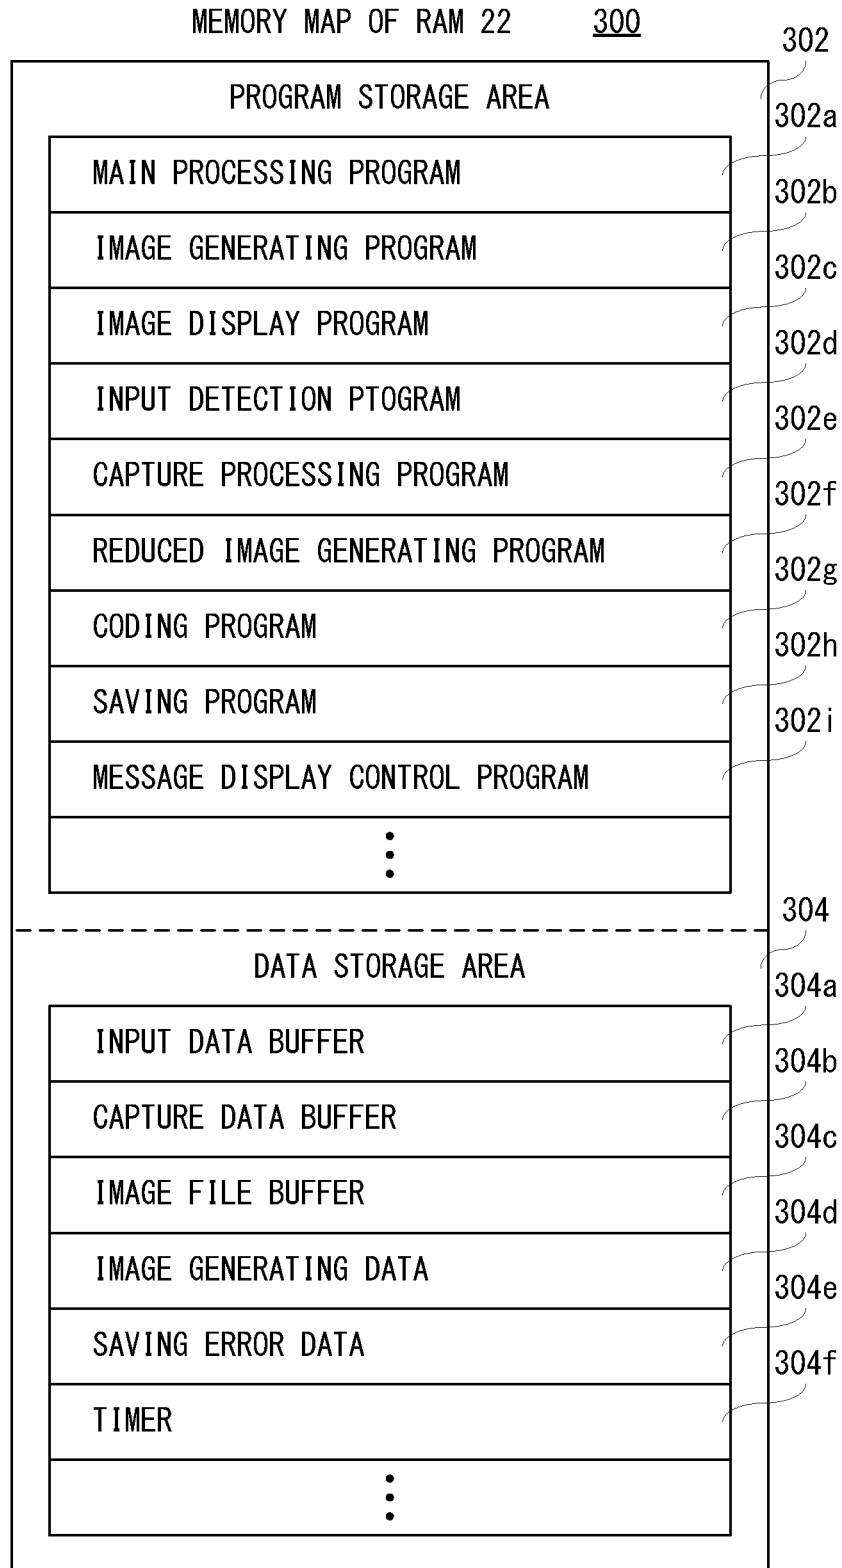 MEMORY MAP OF RAM 22 300
302
PROGRAM STORAGE AREA
302a
MAIN PROCESSING PROGRAM
302b
IMAGE GENERATING PROGRAM
302c
IMAGE DISPLAY PROGRAM
302d
INPUT DETECTION PTOGRAM
302e
CAPTURE PROCESSING PROGRAM
302f
REDUCED IMAGE GENERATING PROGRAM
302g
CODING PROGRAM
302h
SAVING PROGRAM
302i
MESSAGE DISPLAY CONTROL PROGRAM
304
DATA STORAGE AREA
304a
INPUT DATA BUFFER
304b
CAPTURE DATA BUFFER
304c
IMAGE FILE BUFFER
304d
IMAGE GENERATING DATA
304e
SAVING ERROR DATA
304f
TIMER